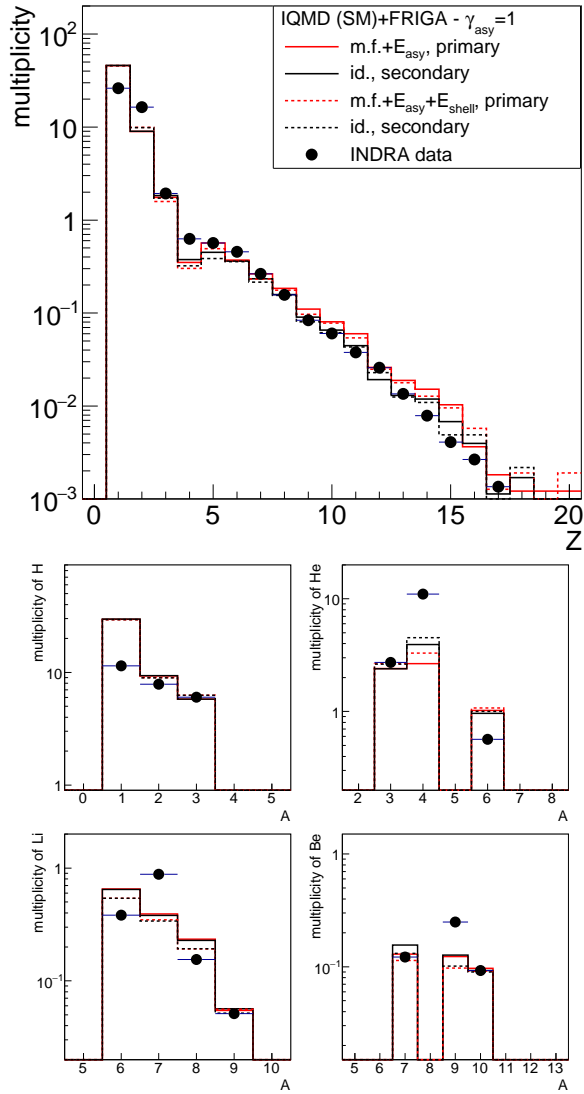 IQMD (SM)+FRIGA - γasy=1
m.f.+Easy, primary
id., secondary
m.f.+Easy+Eshell, primary
id., secondary
INDRA data
multiplicity
10²
10
1
10⁻¹
10⁻²
10⁻³
0 5 10 15 20
Z
multiplicity of H
10
1
0 1 2 3 4 5
A
multiplicity of He
10
1
2 3 4 5 6 7 8
A
multiplicity of Li
1
10⁻¹
5 6 7 8 9 10
A
multiplicity of Be
1
10⁻¹
5 6 7 8 9 10 11 12 13
A